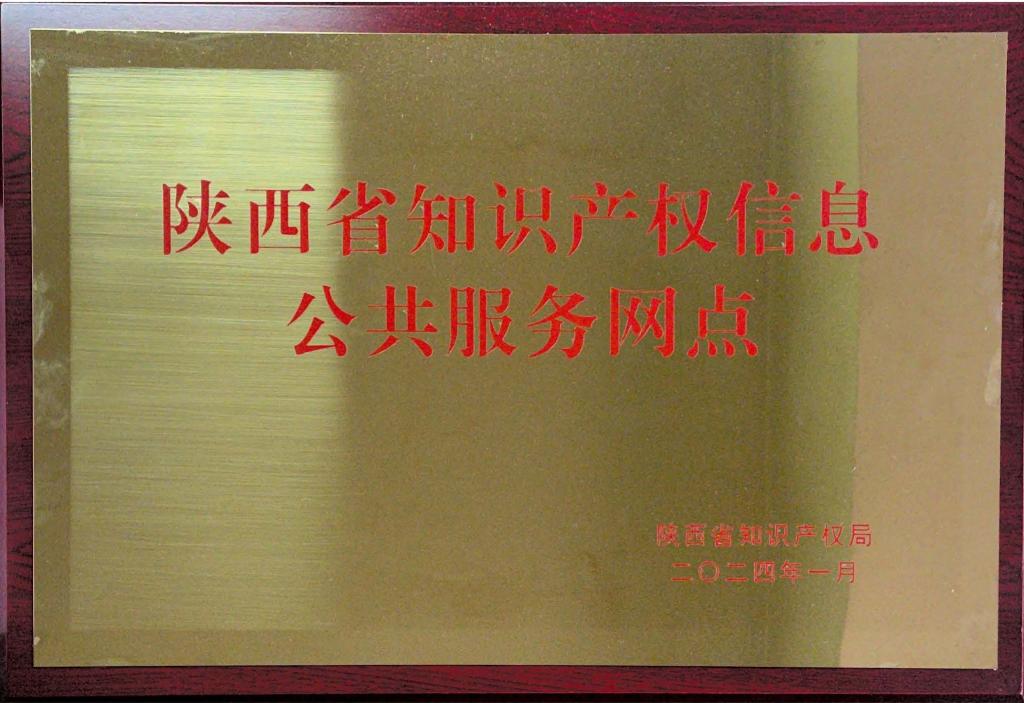 陕西省知识产权信息
公共服务网点
陕西省知识产权局
二〇二四年一月